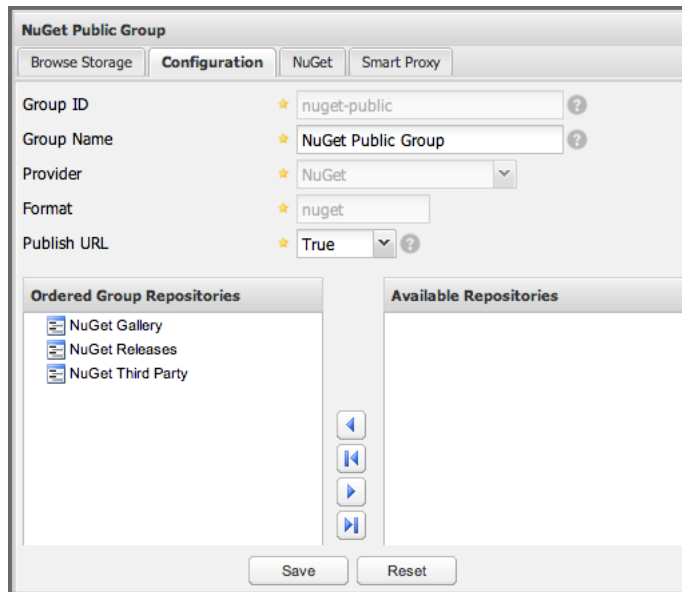 NuGet Public Group
Browse Storage Configuration NuGet Smart Proxy
Group ID nuget-public ?
Group Name NuGet Public Group ?
Provider NuGet
Format nuget
Publish URL True ?
Ordered Group Repositories Available Repositories
NuGet Gallery
NuGet Releases
NuGet Third Party
Save Reset